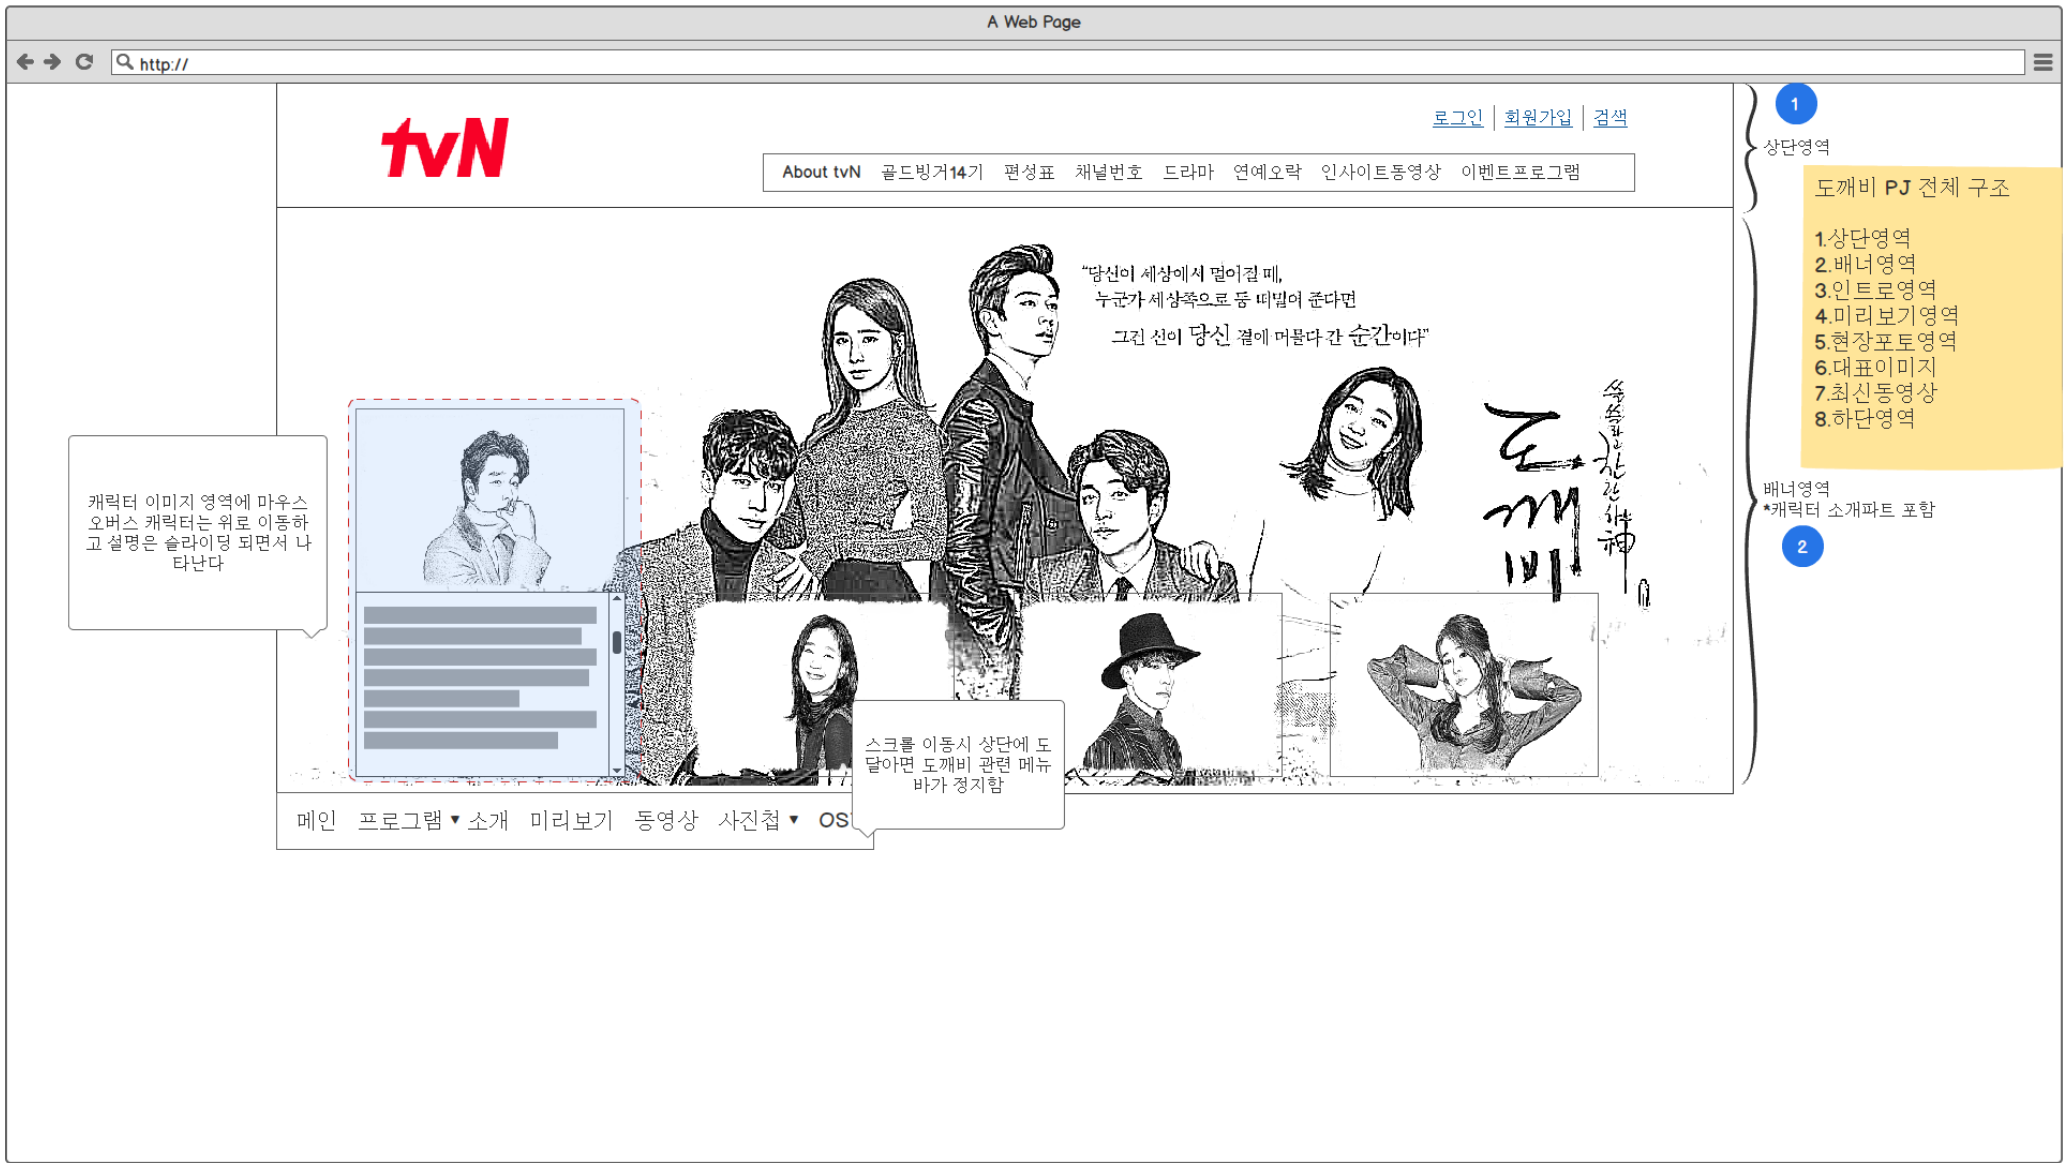 A Web Page
http://
tvN
로그인 회원가입 검색
About tvN 골드빙거14기 편성표 채널번호 드라마 연예오락 인사이트동영상 이벤트프로그램
1
상단영역
도깨비 PJ 전체 구조
1.상단영역
2.배너영역
3.인트로영역
4.미리보기영역
5.현장포토영역
6.대표이미지
7.최신동영상
8.하단영역
“당신이 세상에서 멀어질 때,
누군가 세상쪽으로 등 떠밀어 준다면
그건 신이 당신 곁에 머물다 간 순간이다”
쓸쓸하고 찬란하神
도깨비
배너영역
*캐릭터 소개파트 포함
2
캐릭터 이미지 영역에 마우스
오버스 캐릭터는 위로 이동하
고 설명은 슬라이딩 되면서 나
타난다
스크롤 이동시 상단에 도
달아면 도깨비 관련 메뉴
바가 정지함
메인 프로그램 ▼ 소개 미리보기 동영상 사진첩 ▼